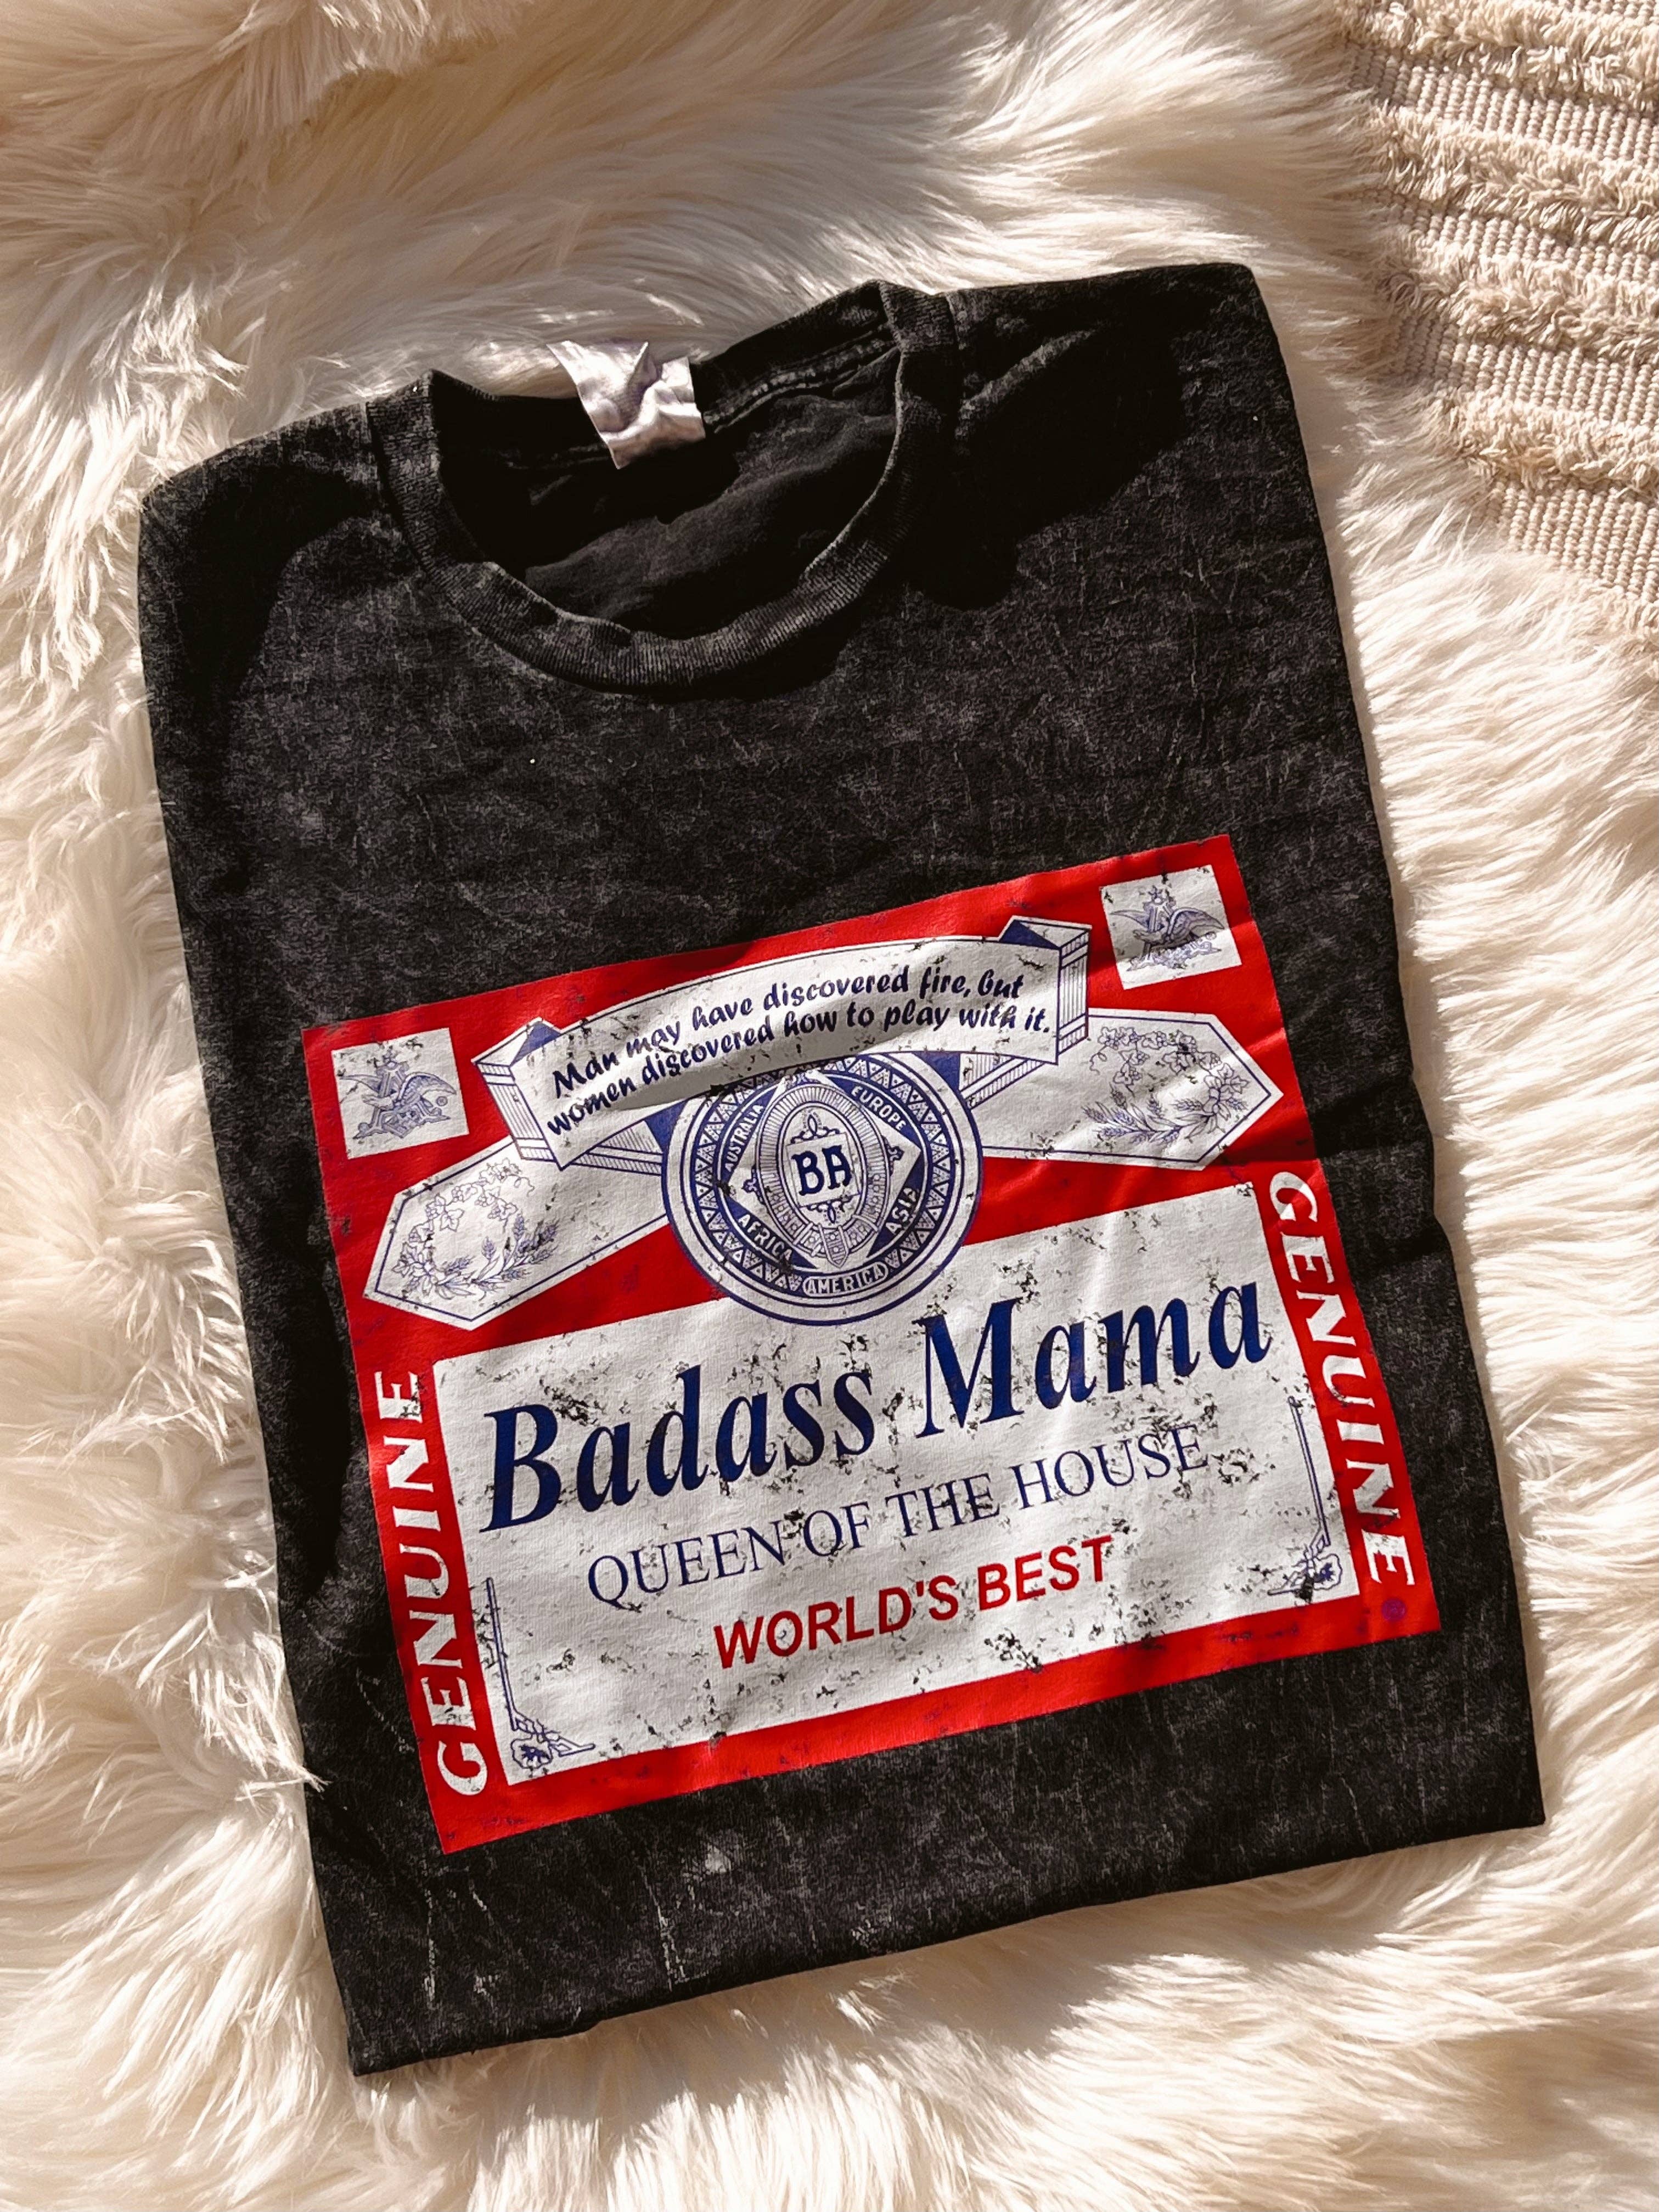 Man may have discovered fire, but
women discovered how to play with it.
AUSTRALIA
EUROPE
BA
AFRICA
ASIA
AMERICA
Badass Mama
QUEEN OF THE HOUSE
WORLD'S BEST
GENUINE
GENUINE